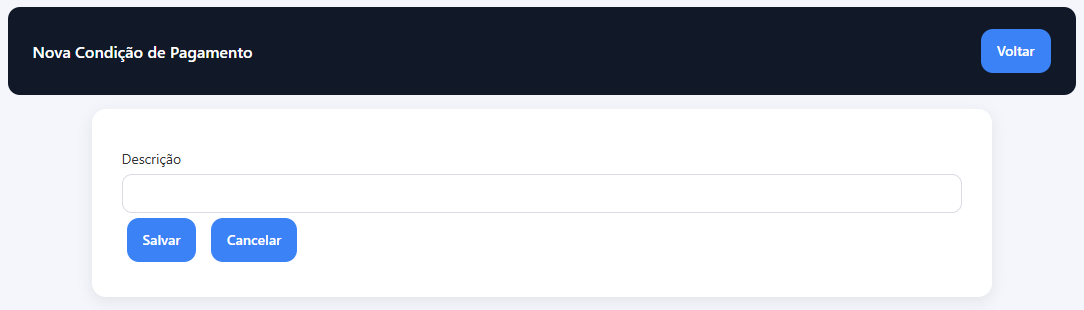 Nova Condição de Pagamento
Voltar
Descrição
Salvar
Cancelar